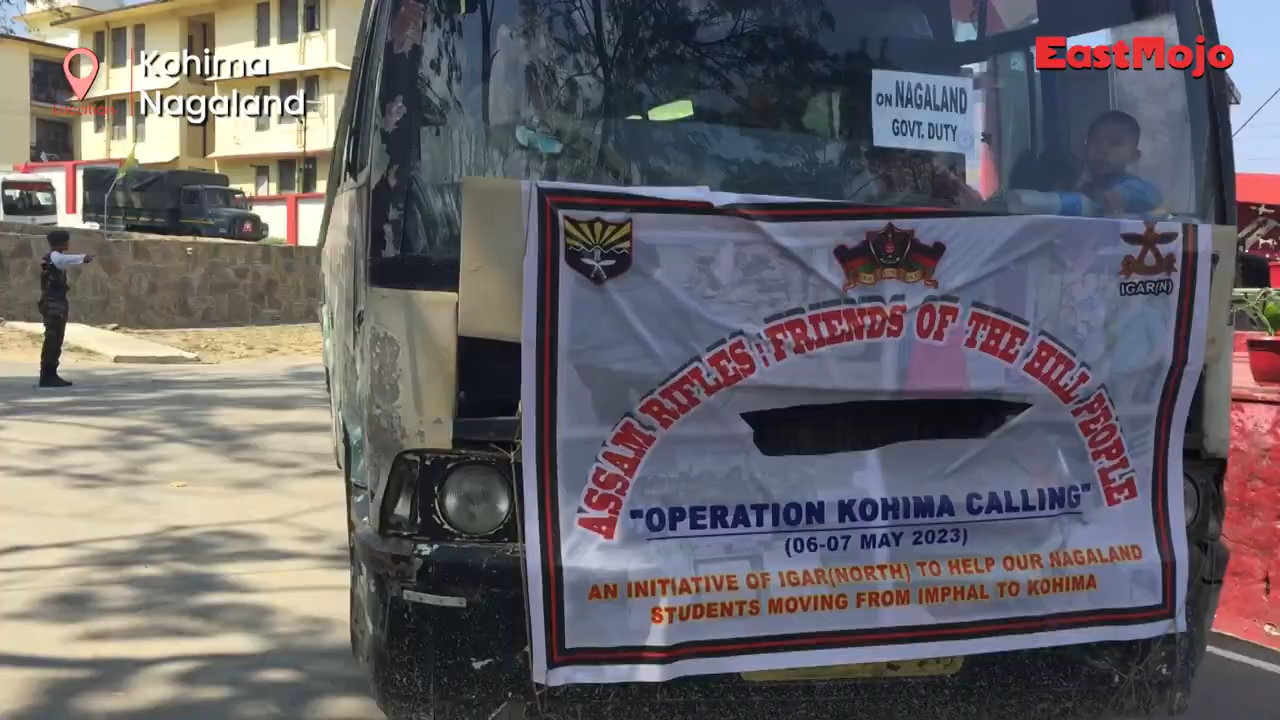 Kohima
Nagaland
Location
EastMojo
ON NAGALAND
GOVT. DUTY
IGAR(N)
ASSAM RIFLES : FRIENDS OF THE HILL PEOPLE
"OPERATION KOHIMA CALLING"
(06-07 MAY 2023)
AN INITIATIVE OF IGAR(NORTH) TO HELP OUR NAGALAND
STUDENTS MOVING FROM IMPHAL TO KOHIMA